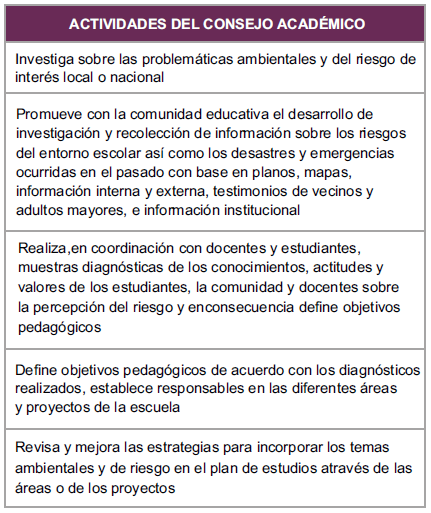 ACTIVIDADES DEL CONSEJO ACADÉMICO
Investiga sobre las problemáticas ambientales y del riesgo de
interés local o nacional
Promueve con la comunidad educativa el desarrollo de
investigación y recolección de información sobre los riesgos
del entorno escolar así como los desastres y emergencias
ocurridas en el pasado con base en planos, mapas,
información interna y externa, testimonios de vecinos y
adultos mayores, e información institucional
Realiza,en coordinación con docentes y estudiantes,
muestras diagnósticas de los conocimientos, actitudes y
valores de los estudiantes, la comunidad y docentes sobre
la percepción del riesgo y enconsecuencia define objetivos
pedagógicos
Define objetivos pedagógicos de acuerdo con los diagnósticos
realizados, establece responsables en las diferentes áreas
y proyectos de la escuela
Revisa y mejora las estrategias para incorporar los temas
ambientales y de riesgo en el plan de estudios através de las
áreas o de los proyectos